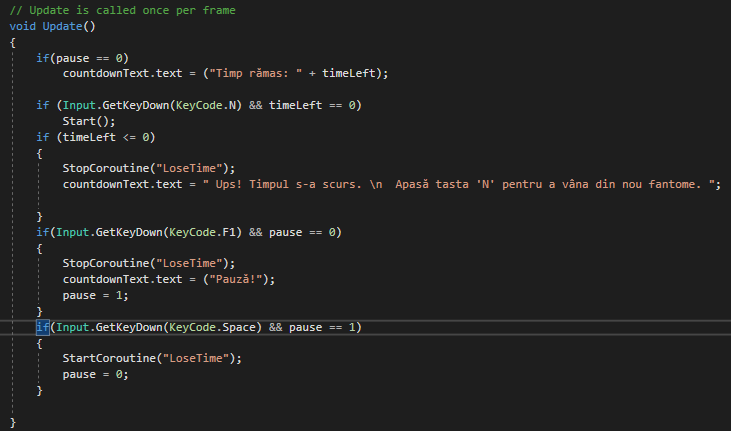 // Update is called once per frame
void Update()
{
if(pause == 0)
countdownText.text = ("Timp rămas: " + timeLeft);
if (Input.GetKeyDown(KeyCode.N) && timeLeft == 0)
Start();
if (timeLeft <= 0)
{
StopCoroutine("LoseTime");
countdownText.text = " Ups! Timpul s-a scurs. \n  Apasă tasta 'N' pentru a vâna din nou fantome. ";
}
if(Input.GetKeyDown(KeyCode.F1) && pause == 0)
{
StopCoroutine("LoseTime");
countdownText.text = ("Pauză!");
pause = 1;
}
if(Input.GetKeyDown(KeyCode.Space) && pause == 1)
{
StartCoroutine("LoseTime");
pause = 0;
}
}